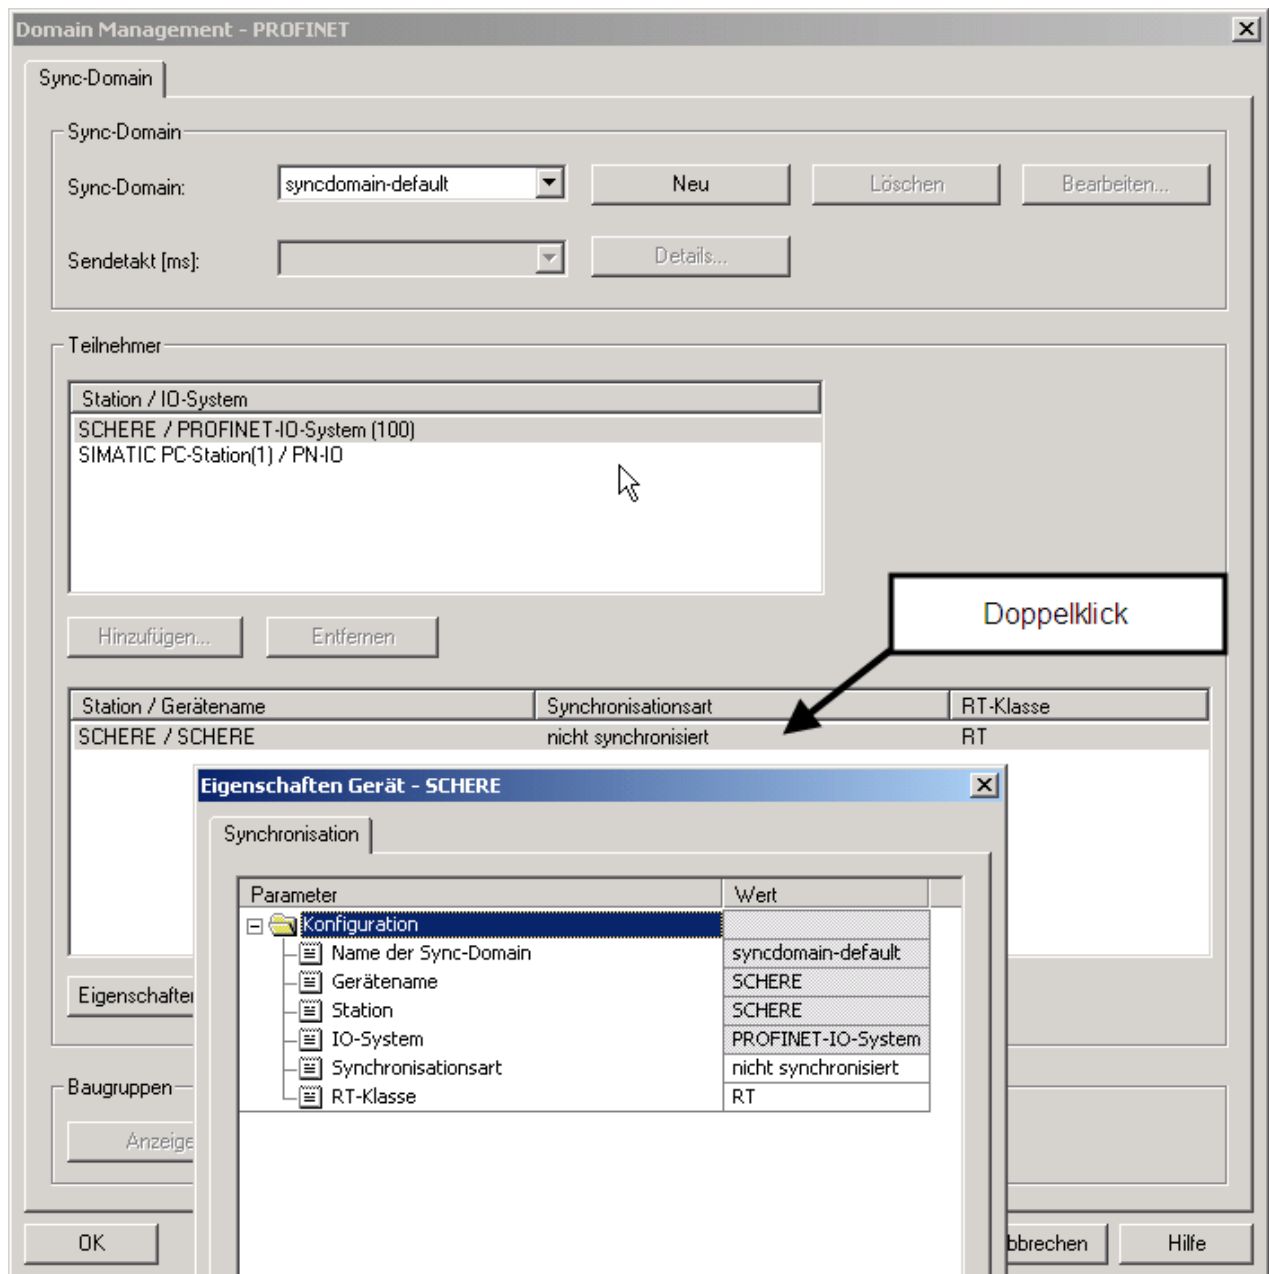 Domain Management - PROFINET
Sync-Domain
Sync-Domain
Sync-Domain: syncdomain-default Neu Löschen Bearbeiten...
Sendetakt [ms]: Details...
Teilnehmer
Station / IO-System
SCHERE / PROFINET-IO-System (100)
SIMATIC PC-Station(1) / PN-IO
Doppelklick
Hinzufügen... Entfernen
Station / Gerätename Synchronisationsart RT-Klasse
SCHERE / SCHERE nicht synchronisiert RT
Eigenschaften Gerät - SCHERE
Synchronisation
Parameter Wert
Konfiguration
Name der Sync-Domain syncdomain-default
Gerätename SCHERE
Station SCHERE
IO-System PROFINET-IO-System
Synchronisationsart nicht synchronisiert
RT-Klasse RT
Eigenschafte
Baugruppen
Anzeige
OK bbrechen Hilfe